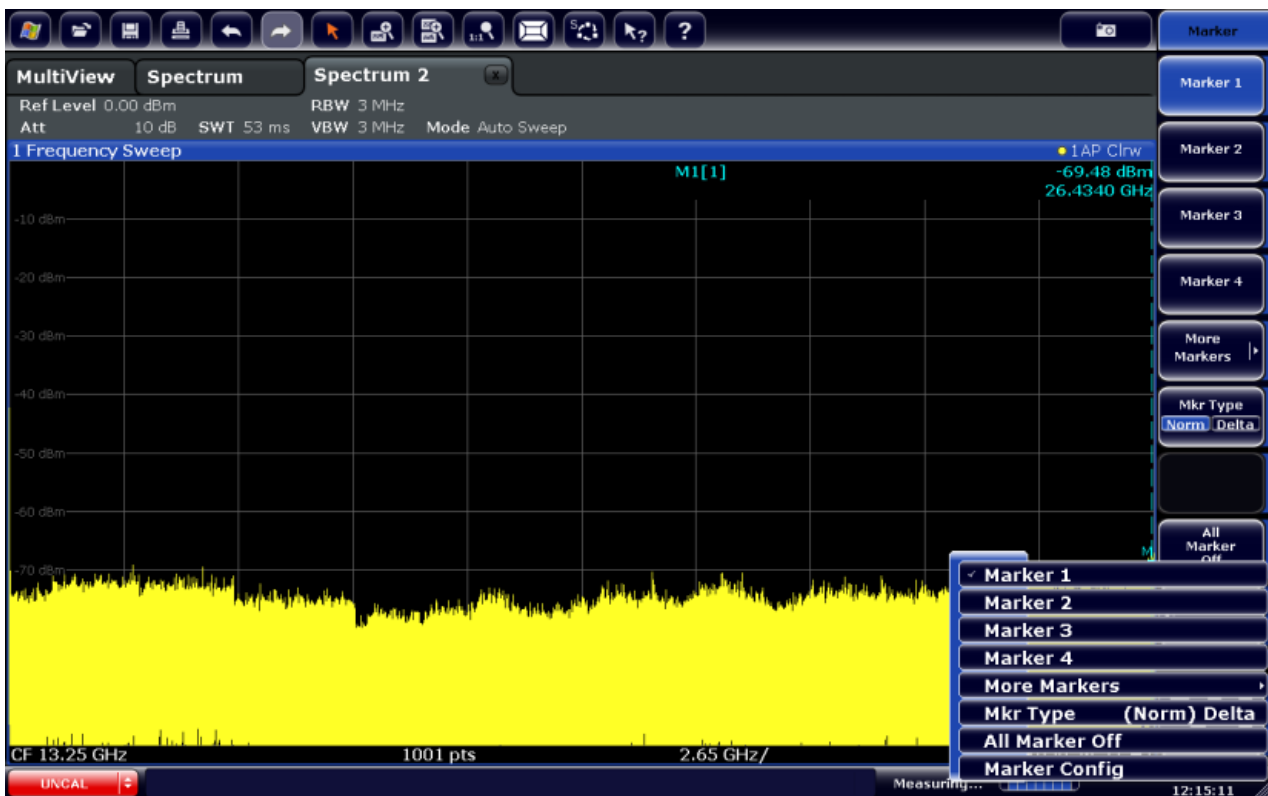 1:1
S
?
?
Marker
MultiView
Spectrum
Spectrum 2
x
Ref Level 0.00 dBm
RBW 3 MHz
Att 10 dB SWT 53 ms VBW 3 MHz Mode Auto Sweep
1 Frequency Sweep
1AP Clrw
M1[1]
-69.48 dBm
26.4340 GHz
-10 dBm
-20 dBm
-30 dBm
-40 dBm
-50 dBm
-60 dBm
-70 dBm
Marker 1
Marker 2
Marker 3
Marker 4
More
Markers
Mkr Type
Norm Delta
All
Marker
Off
Marker 1
Marker 2
Marker 3
Marker 4
More Markers
Mkr Type (Norm) Delta
All Marker Off
Marker Config
CF 13.25 GHz
1001 pts
2.65 GHz/
UNCAL
Measuring...
12:15:11